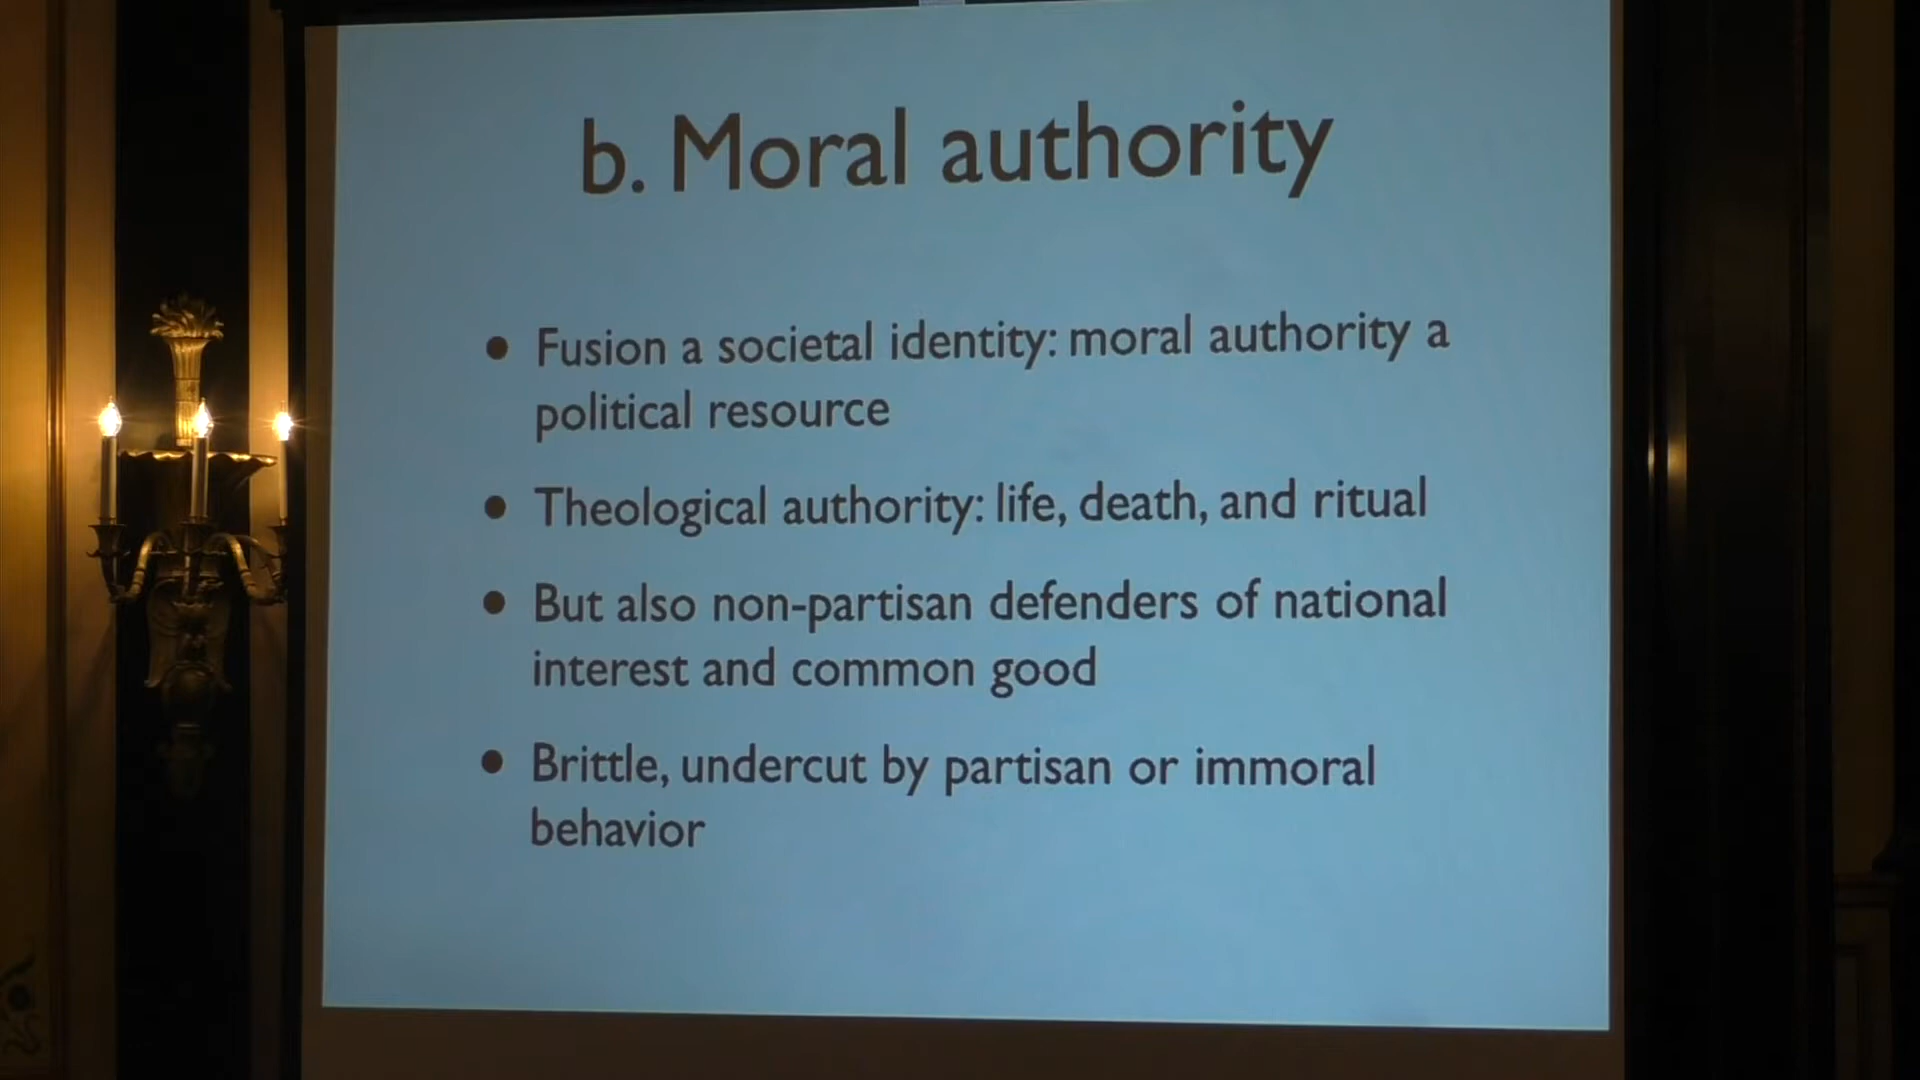 b. Moral authority
• Fusion a societal identity: moral authority a
political resource
• Theological authority: life, death, and ritual
• But also non-partisan defenders of national
interest and common good
• Brittle, undercut by partisan or immoral
behavior